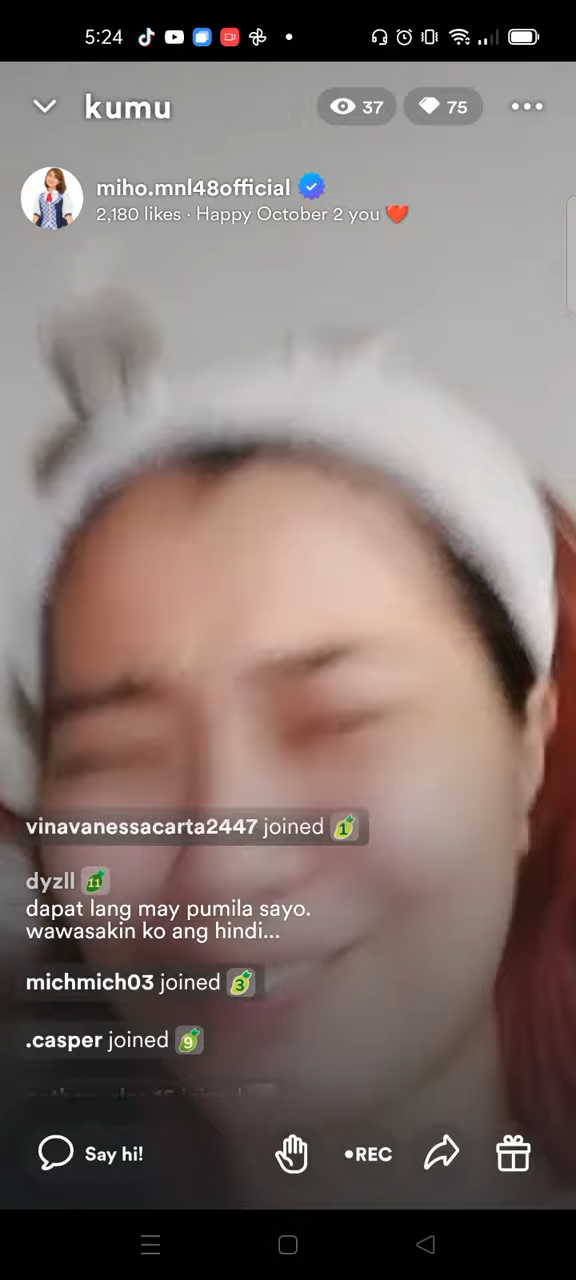 5:24
kumu
37
75
miho.mnl48official
2,180 likes · Happy October 2 you ❤️
vinavanessacarta2447 joined 1
dyzll 11
dapat lang may pumila sayo.
wawasakin ko ang hindi...
michmich03 joined 3
.casper joined 9
Say hi!
•REC